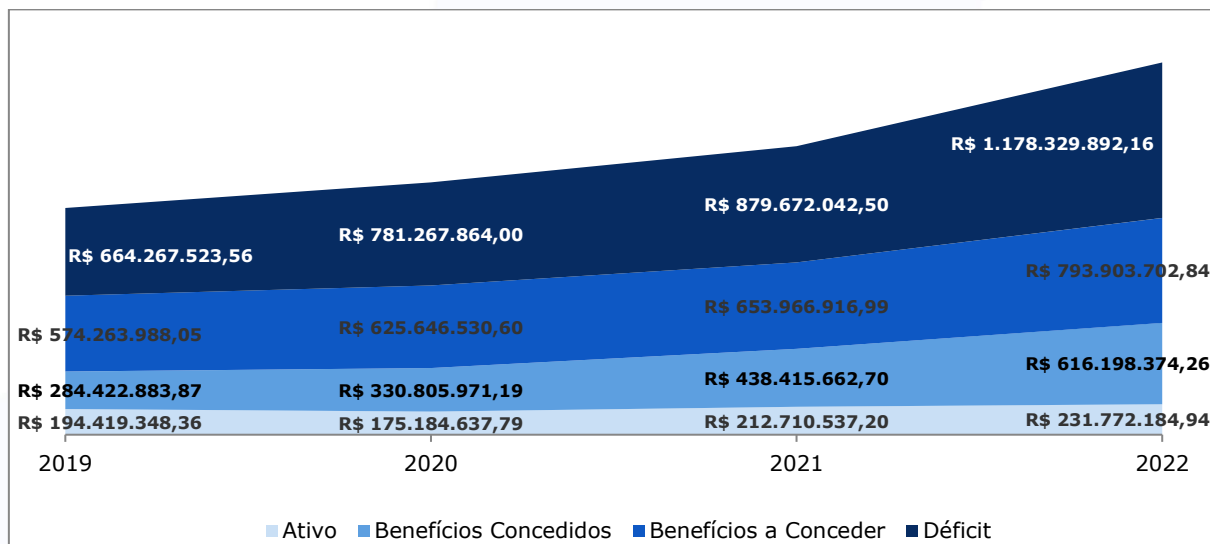 R$ 1.178.329.892,16
R$ 879.672.042,50
R$ 781.267.864,00
R$ 664.267.523,56
R$ 793.903.702,84
R$ 653.966.916,99
R$ 625.646.530,60
R$ 574.263.988,05
R$ 616.198.374,26
R$ 438.415.662,70
R$ 330.805.971,19
R$ 284.422.883,87
R$ 231.772.184,94
R$ 212.710.537,20
R$ 175.184.637,79
R$ 194.419.348,36
2019 2020 2021 2022
Ativo Benefícios Concedidos Benefícios a Conceder Déficit